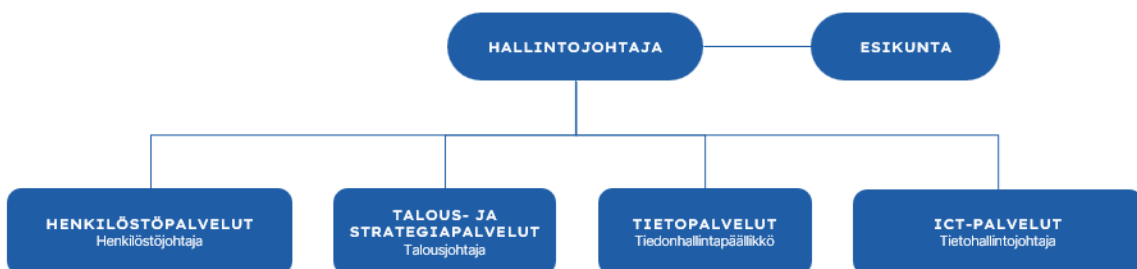 HALLINTOJOHTAJA
ESIKUNTA
HENKILÖSTÖPALVELUT
Henkilöstöjohtaja
TALOUS- JA
STRATEGIAPALVELUT
Talousjohtaja
TIETOPALVELUT
Tiedonhallintapäällikkö
ICT-PALVELUT
Tietohallintojohtaja